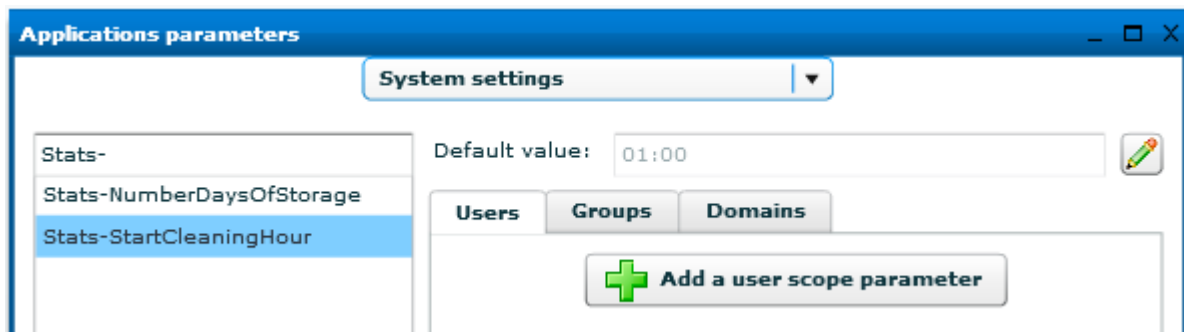 Applications parameters
System settings
Stats-
Stats-NumberDaysOfStorage
Stats-StartCleaningHour
Default value: 01:00
Users Groups Domains
Add a user scope parameter